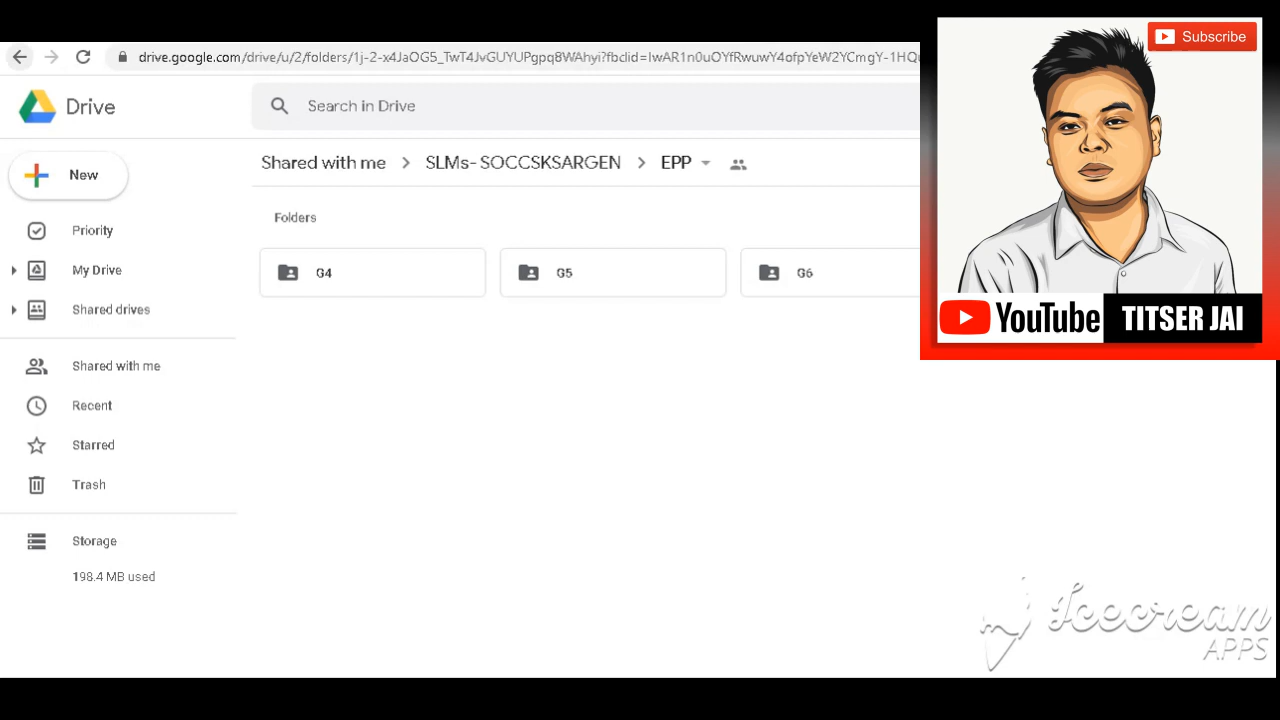 drive.google.com/drive/u/2/folders/1j-2-x4JaOG5_TwT4JvGUYUPgpq8WAhyi?fbclid=IwAR1n0uOYfRwuwY4ofpYeW2YCmgY-1HQu
Subscribe
Drive
Search in Drive
New
Shared with me > SLMs- SOCCSKSARGEN > EPP
Folders
G4
G5
G6
Priority
My Drive
Shared drives
YouTube TITSER JAI
Shared with me
Recent
Starred
Trash
Storage
198.4 MB used
Icecream
APPS